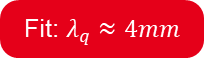 Fit: λ_q ≈ 4mm